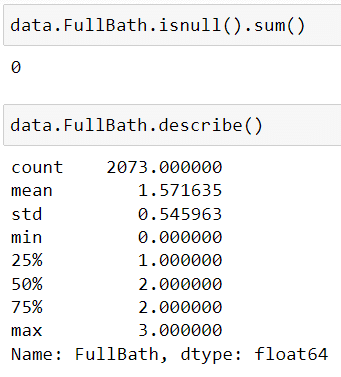 data.FullBath.isnull().sum()
0
data.FullBath.describe()
count    2073.000000
mean        1.571635
std         0.545963
min         0.000000
25%         1.000000
50%         2.000000
75%         2.000000
max         3.000000
Name: FullBath, dtype: float64